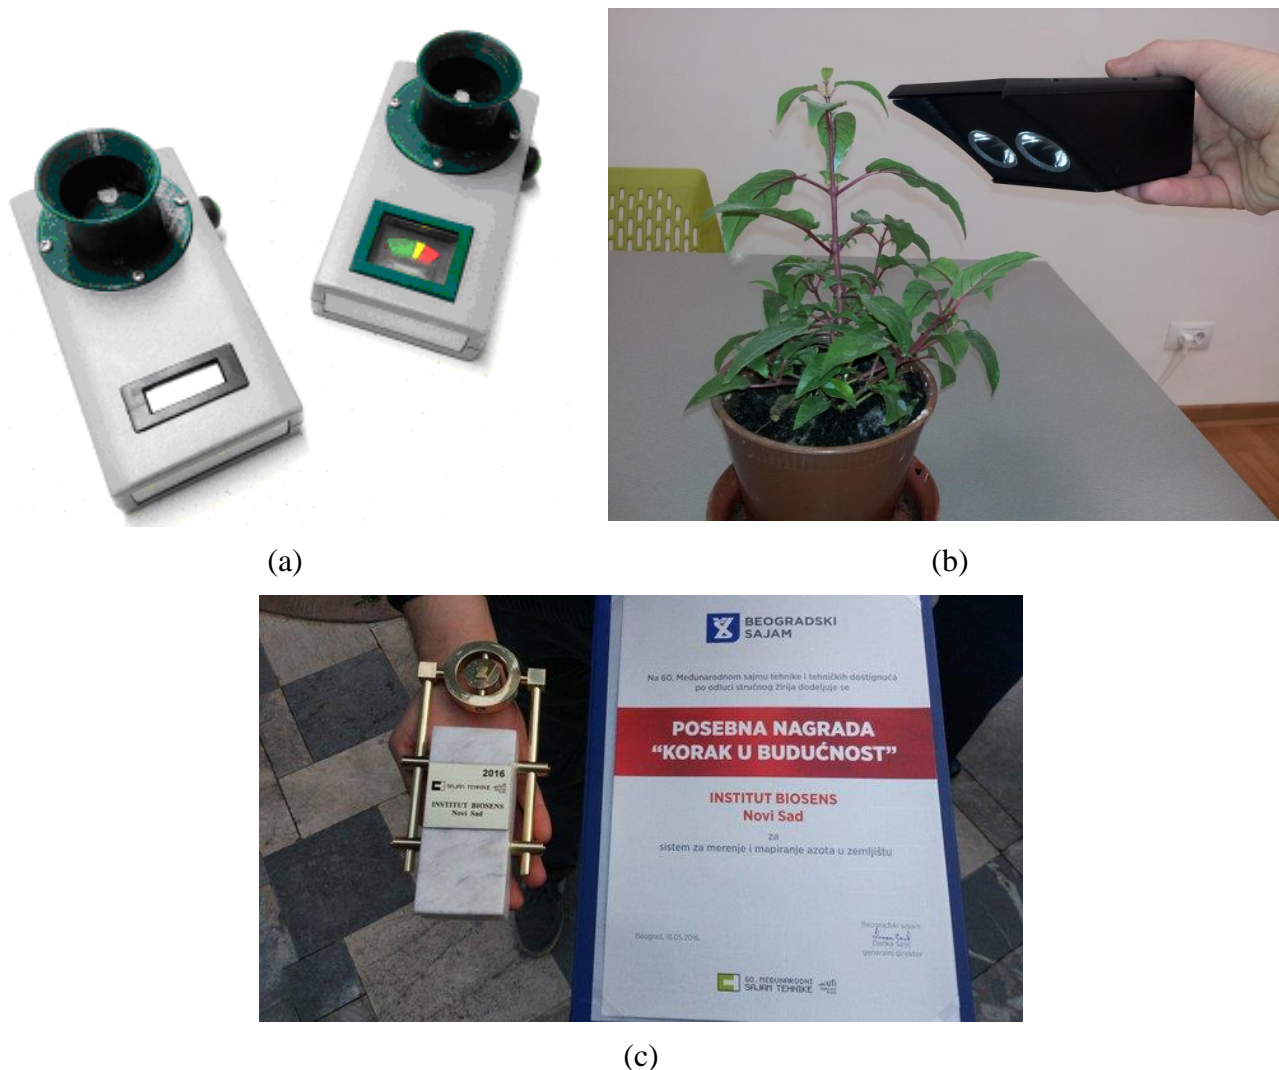 (a)
(b)
2016
SAJAM TEHNIKE ufi
INSTITUT BIOSENS
Novi Sad
BEOGRADSKI
SAJAM
Na 60. Međunarodnom sajmu tehnike i tehničkih dostignuća
po odluci stručnog žirija dodeljuje se
POSEBNA NAGRADA
“KORAK U BUDUĆNOST”
INSTITUT BIOSENS
Novi Sad
za
sistem za merenje i mapiranje azota u zemljištu
Beogradski sajam
generalni direktor
60. MEĐUNARODNI
SAJAM TEHNIKE ufi
(c)